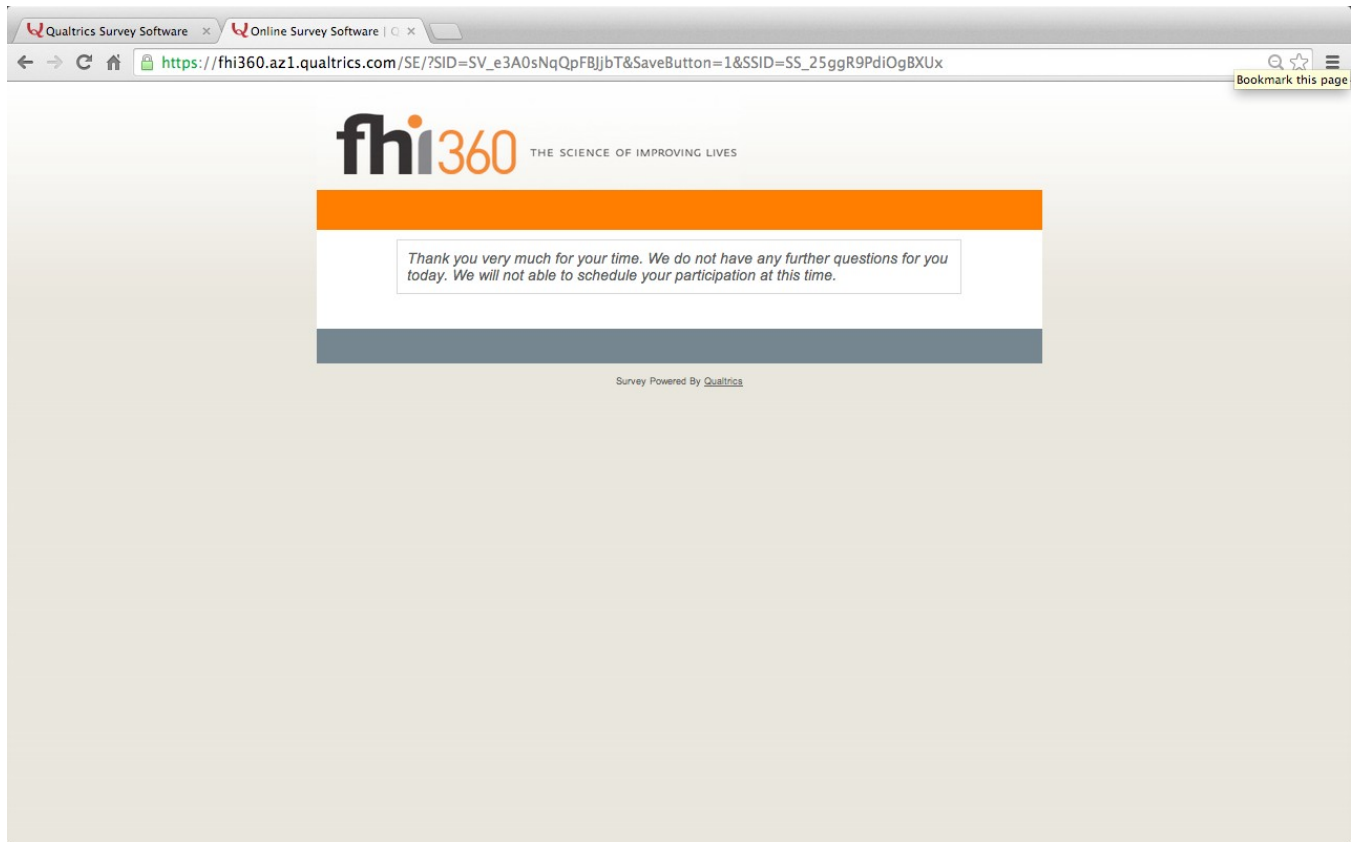 Qualtrics Survey Software
Online Survey Software | Q
https://fhi360.az1.qualtrics.com/SE/?SID=SV_e3A0sNqQpFBJjbT&SaveButton=1&SSID=SS_25ggR9PdiOgBXUx
Bookmark this page
fhi360 THE SCIENCE OF IMPROVING LIVES
Thank you very much for your time. We do not have any further questions for you
today. We will not able to schedule your participation at this time.
Survey Powered By Qualtrics